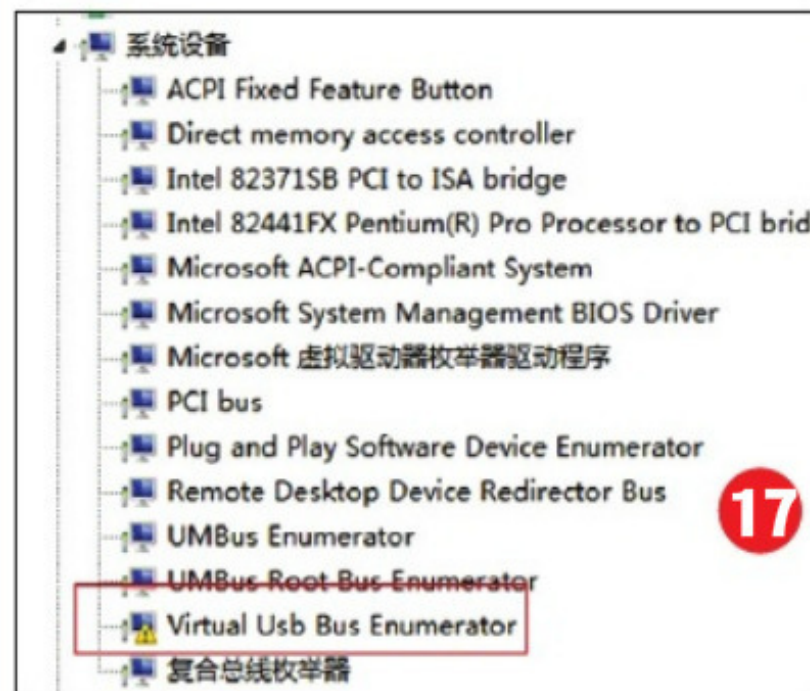 系统设备
ACPI Fixed Feature Button
Direct memory access controller
Intel 82371SB PCI to ISA bridge
Intel 82441FX Pentium(R) Pro Processor to PCI brid
Microsoft ACPI-Compliant System
Microsoft System Management BIOS Driver
Microsoft 虚拟驱动器枚举器驱动程序
PCI bus
Plug and Play Software Device Enumerator
Remote Desktop Device Redirector Bus
17
UMBus Enumerator
UMBus Root Bus Enumerator
Virtual Usb Bus Enumerator
复合总线枚举器